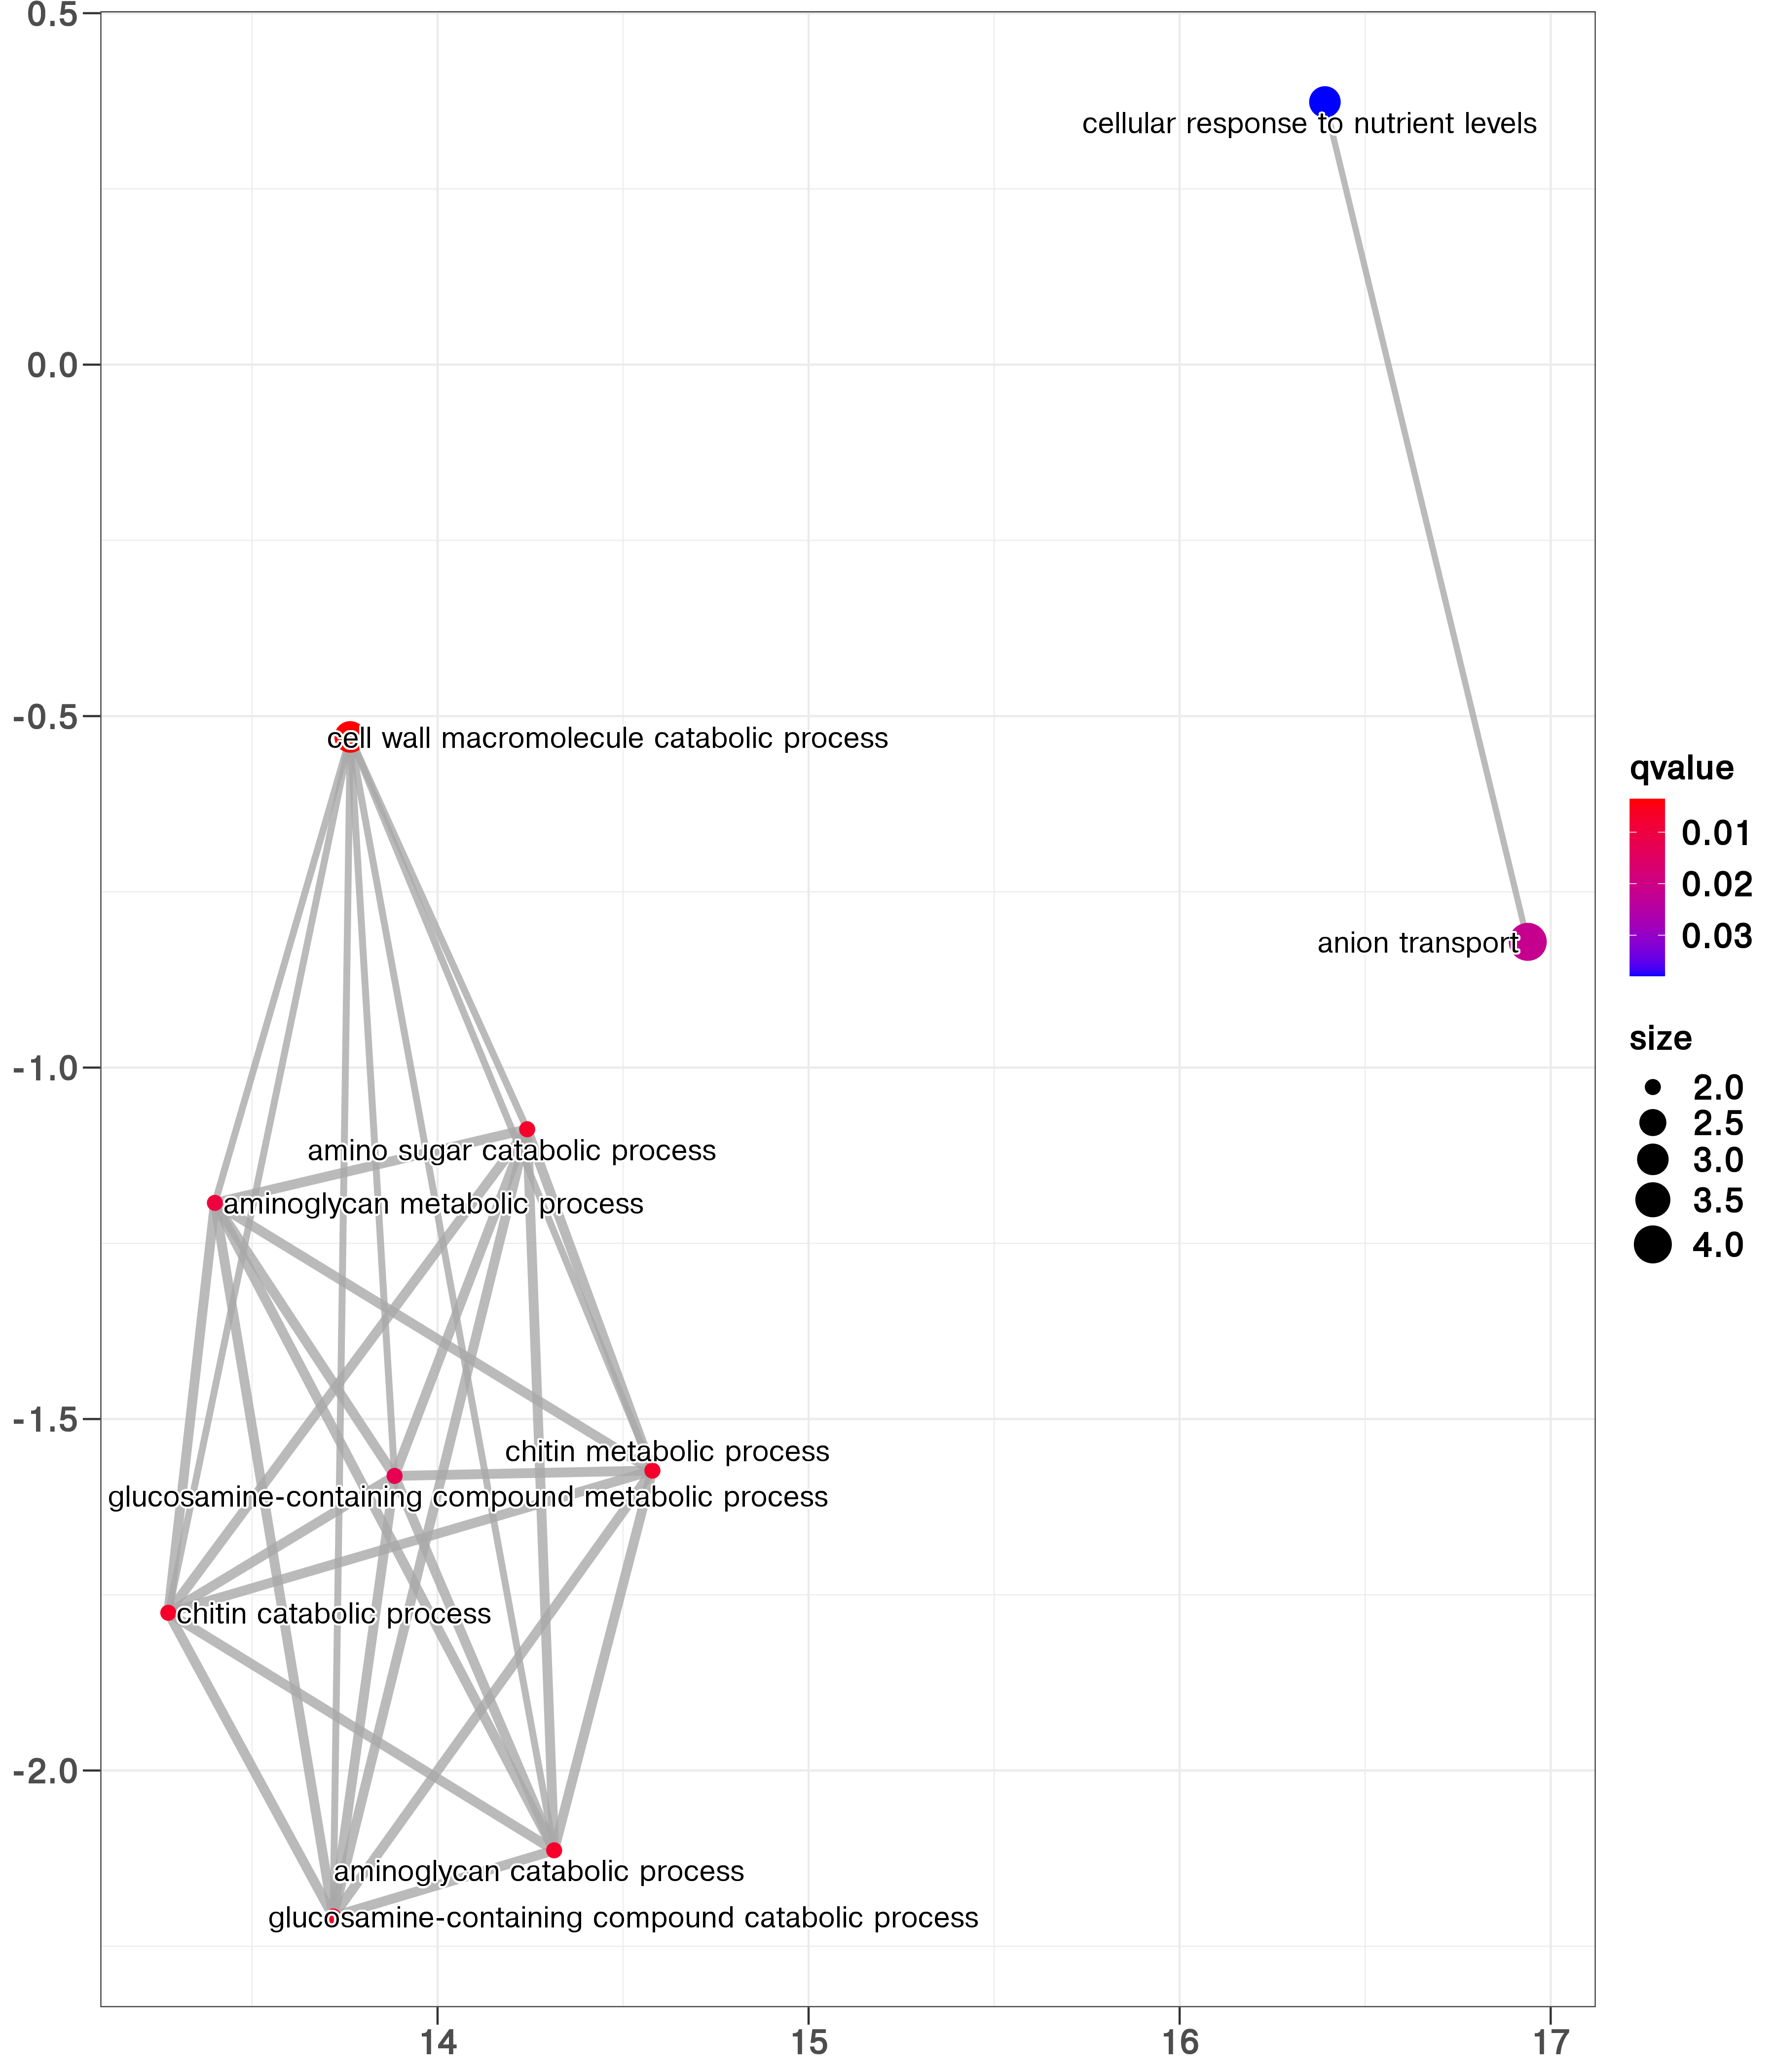 0.5
cellular response to nutrient levels
0.0
-0.5
cell wall macromolecule catabolic process
anion transport
-1.0
amino sugar catabolic process
aminoglycan metabolic process
-1.5
chitin metabolic process
glucosamine-containing compound metabolic process
chitin catabolic process
-2.0
aminoglycan catabolic process
glucosamine-containing compound catabolic process
14 15 16 17
qvalue
0.01
0.02
0.03
size
2.0
2.5
3.0
3.5
4.0